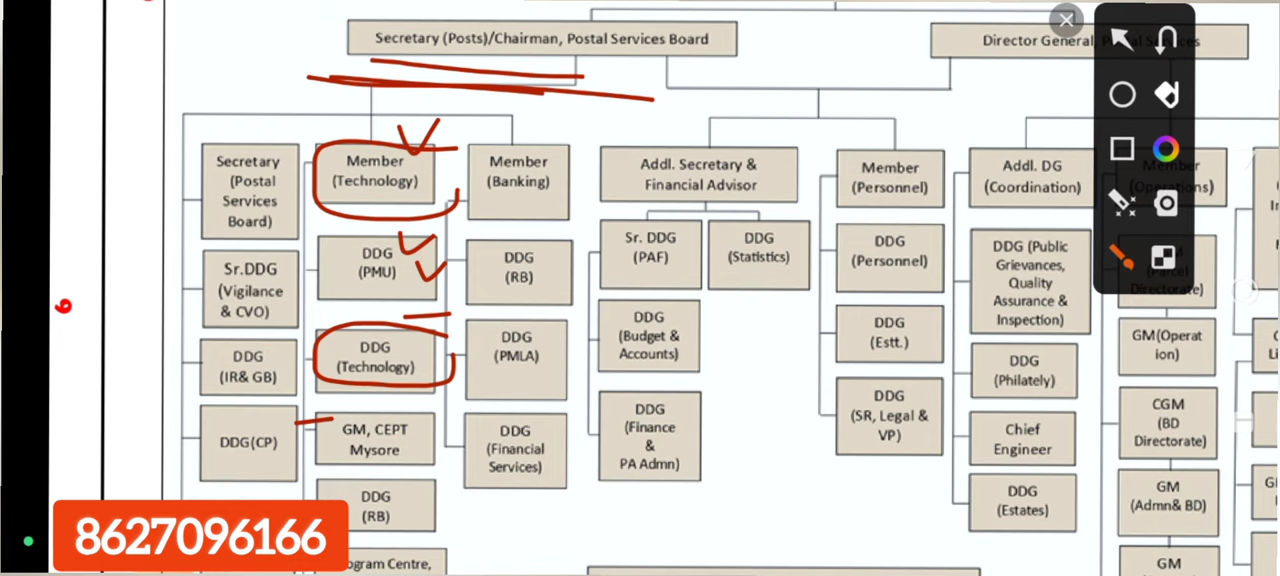 Secretary (Posts)/Chairman, Postal Services Board
Director General,
Secretary
(Postal
Services
Board)
Sr.DDG
(Vigilance
& CVO)
DDG
(IR& GB)
DDG(CP)
Member
(Technology)
DDG
(PMU)
DDG
(Technology)
GM, CEPT
Mysore
DDG
(RB)
ogram Centre,
Member
(Banking)
DDG
(RB)
DDG
(PMLA)
DDG
(Financial
Services)
Addl. Secretary &
Financial Advisor
Sr. DDG
(PAF)
DDG
(Statistics)
DDG
(Budget &
Accounts)
DDG
(Finance
&
PA Admn)
Member
(Personnel)
DDG
(Personnel)
DDG
(Estt.)
DDG
(SR, Legal &
VP)
Addl. DG
(Coordination)
DDG (Public
Grievances,
Quality
Assurance &
Inspection)
DDG
(Philately)
Chief
Engineer
DDG
(Estates)
Member
(Operations)
Directorate)
GM(Operat
ion)
CGM
(BD
Directorate)
GM
(Admn& BD)
GM
6
8627096166